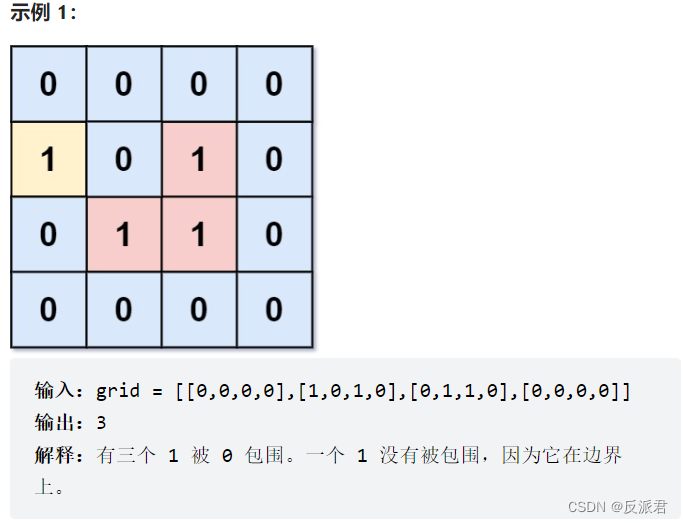 示例 1：
0 0 0 0
1 0 1 0
0 1 1 0
0 0 0 0
输入：grid = [[0,0,0,0],[1,0,1,0],[0,1,1,0],[0,0,0,0]]
输出：3
解释：有三个 1 被 0 包围。一个 1 没有被包围，因为它在边界
上。
CSDN @反派君